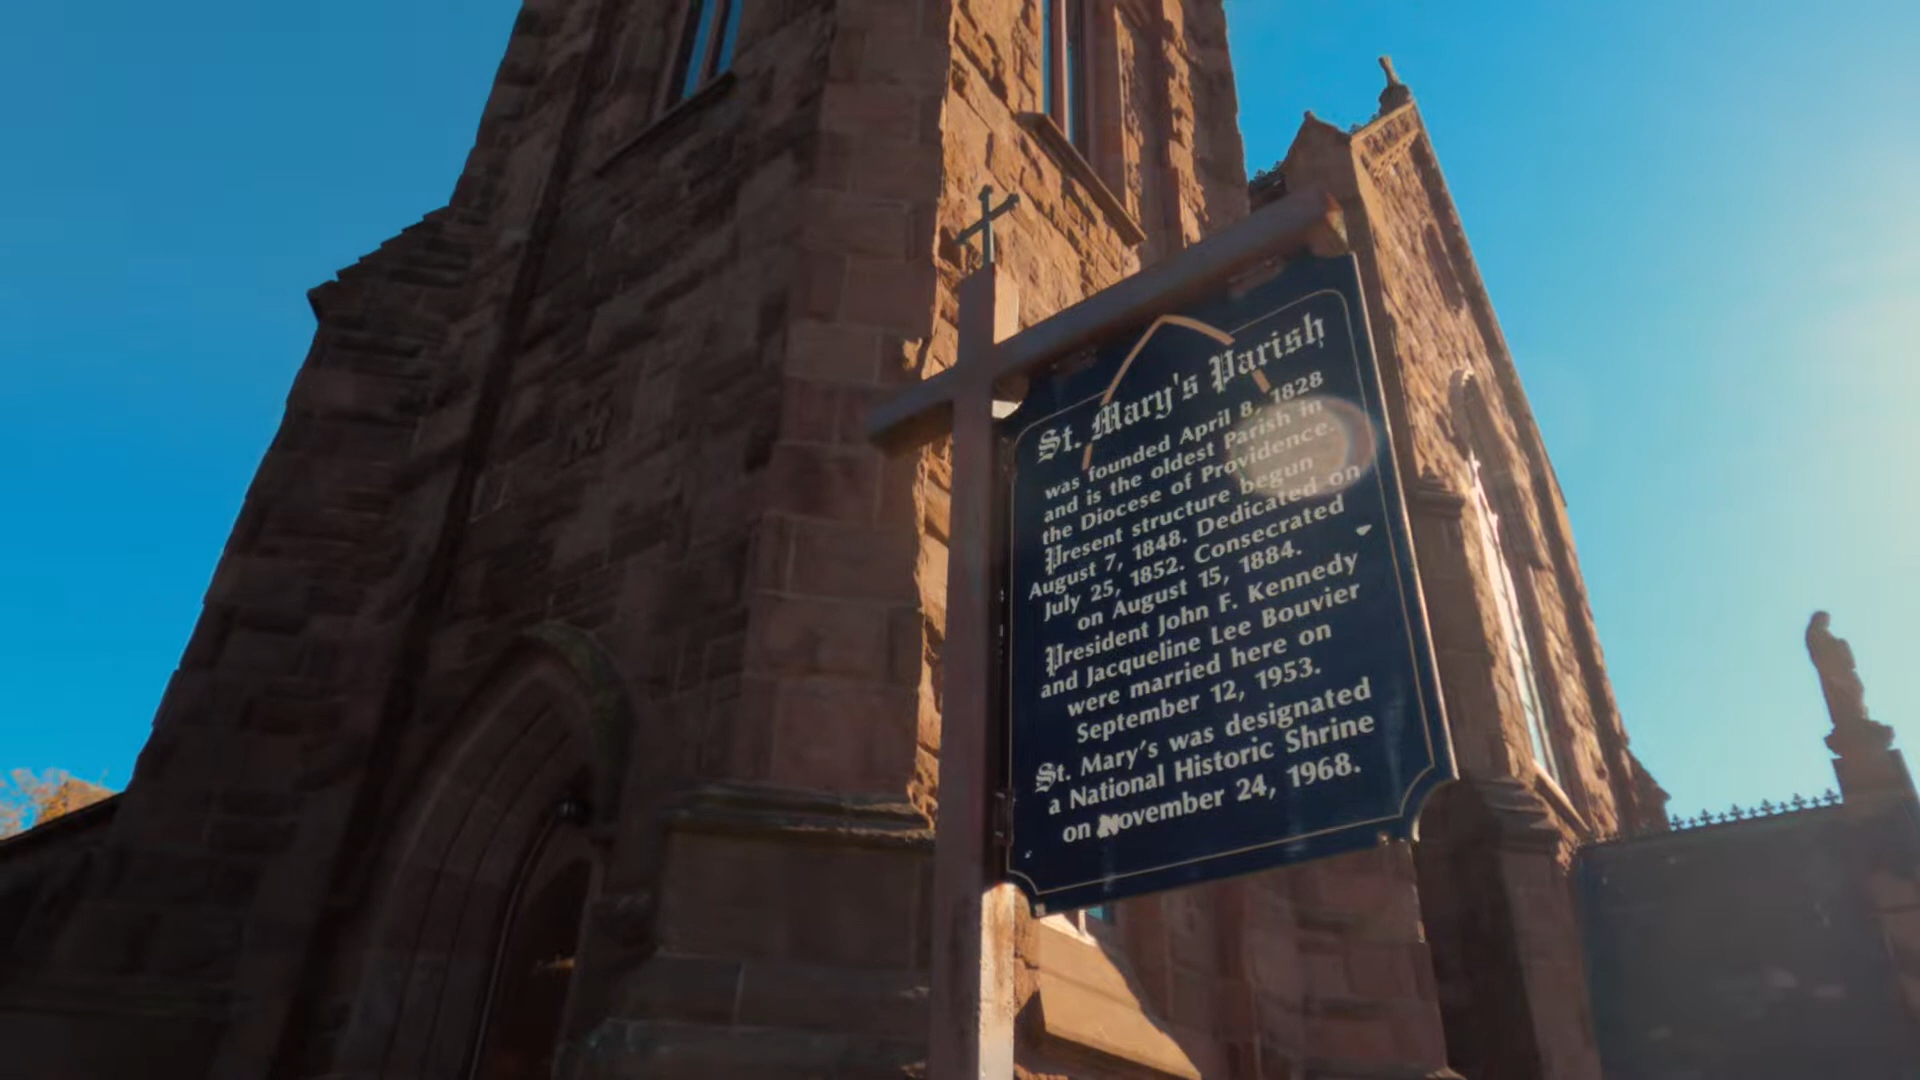 St. Mary's Parish
was founded April 8, 1828
and is the oldest Parish in
the Diocese of Providence.
Present structure begun
August 7, 1848. Dedicated on
July 25, 1852. Consecrated
on August 15, 1884.
President John F. Kennedy
and Jacqueline Lee Bouvier
were married here on
September 12, 1953.
St. Mary's was designated
a National Historic Shrine
on November 24, 1968.